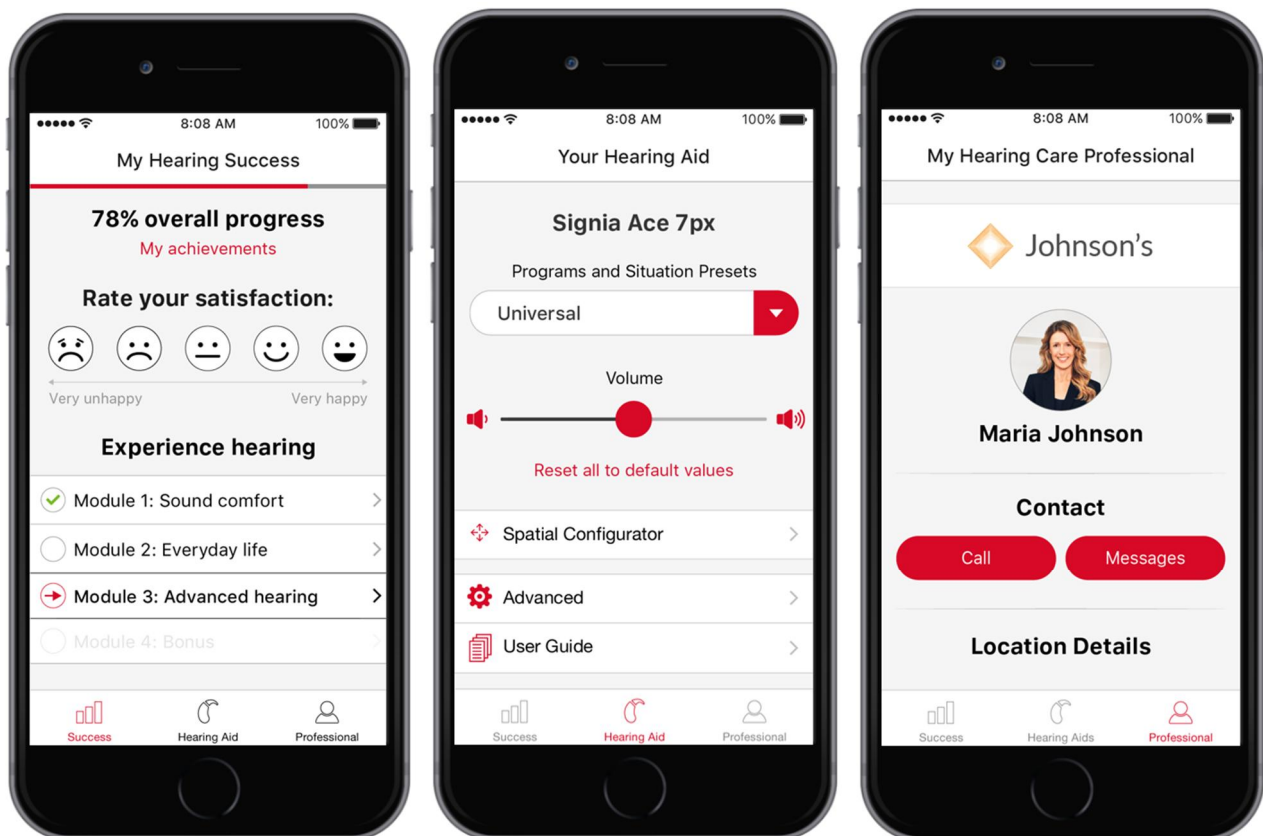 8:08 AM 100%
My Hearing Success
78% overall progress
My achievements
Rate your satisfaction:
Very unhappy Very happy
Experience hearing
Module 1: Sound comfort
Module 2: Everyday life
Module 3: Advanced hearing
Module 4: Bonus
Success Hearing Aid Professional
8:08 AM 100%
Your Hearing Aid
Signia Ace 7px
Programs and Situation Presets
Universal
Volume
Reset all to default values
Spatial Configurator
Advanced
User Guide
Success Hearing Aid Professional
8:08 AM 100%
My Hearing Care Professional
Johnson's
Maria Johnson
Contact
Call Messages
Location Details
Success Hearing Aids Professional